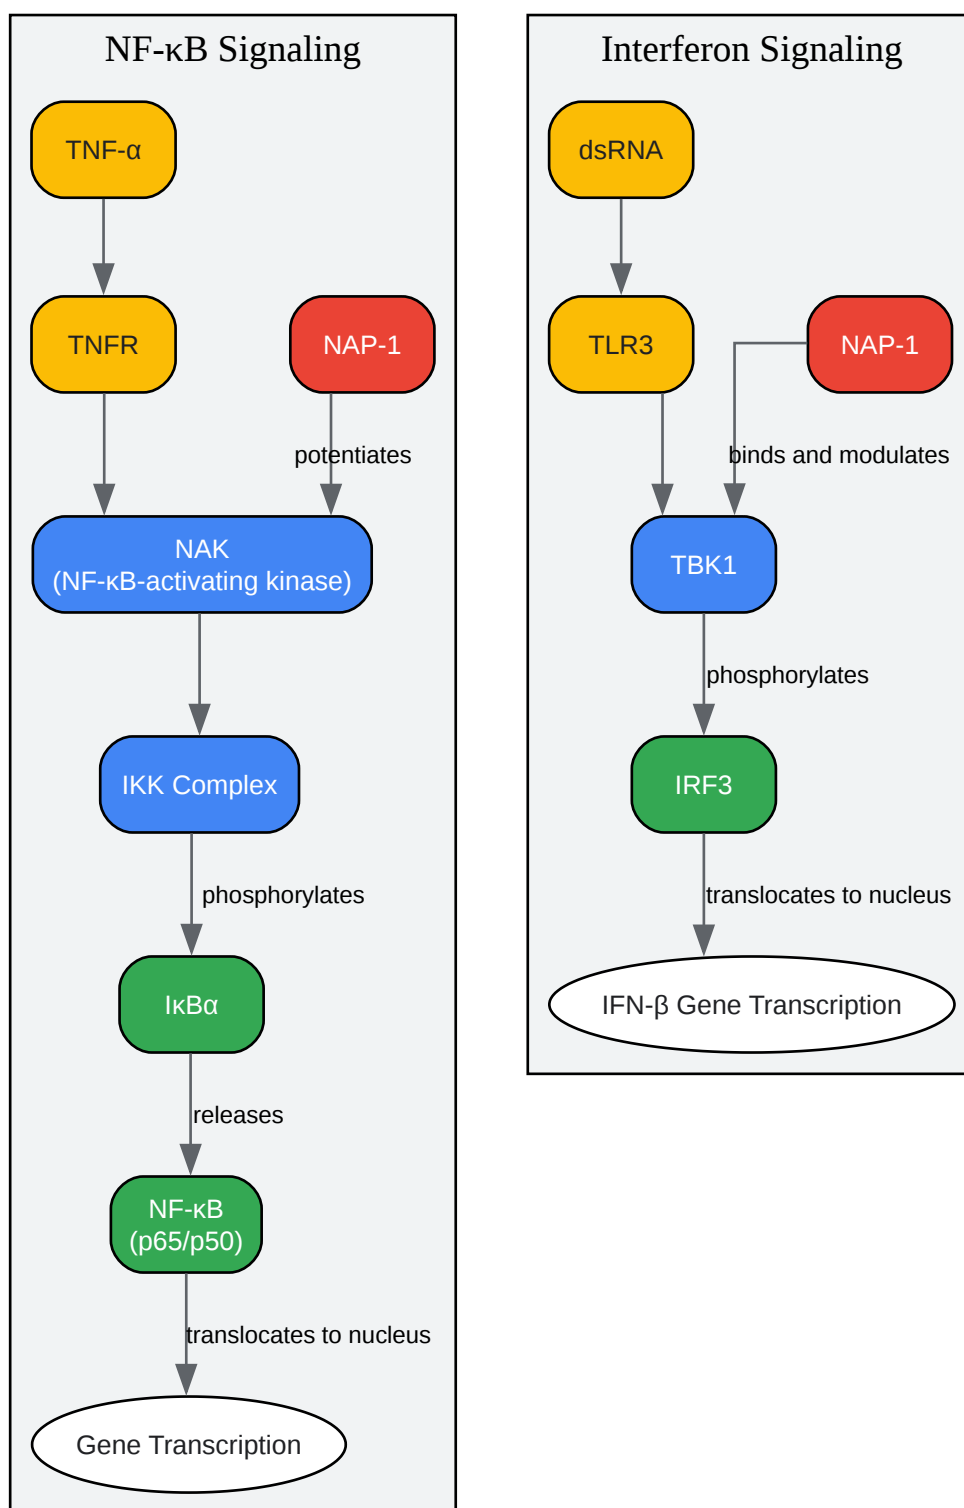 NF-κB Signaling
TNF-α
TNFR
NAP-1
potentiates
NAK
(NF-κB-activating kinase)
IKK Complex
phosphorylates
IκBα
releases
NF-κB
(p65/p50)
translocates to nucleus
Gene Transcription
Interferon Signaling
dsRNA
TLR3
NAP-1
binds and modulates
TBK1
phosphorylates
IRF3
translocates to nucleus
IFN-β Gene Transcription